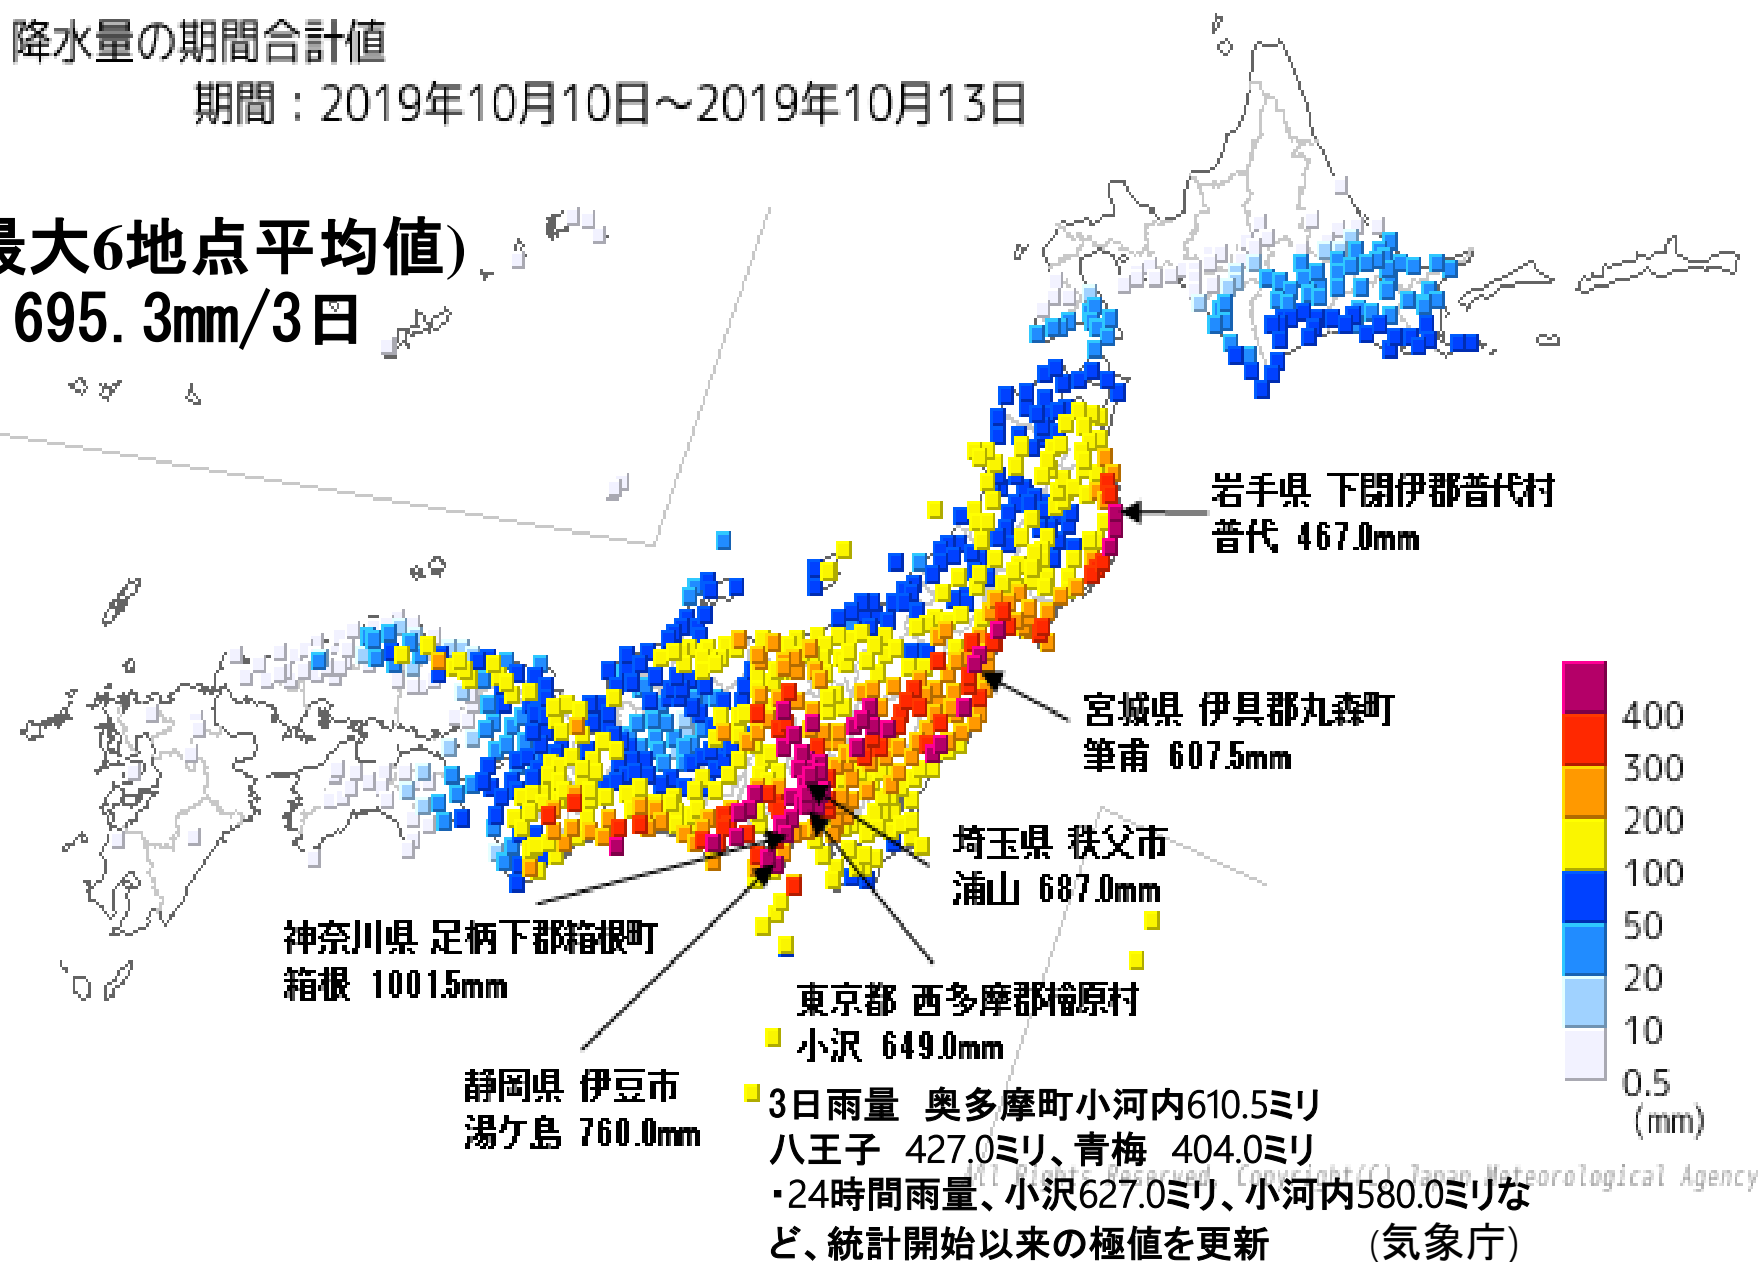 降水量の期間合計値
期間：2019年10月10日～2019年10月13日
最大6地点平均値)
695.3mm/3日
岩手県 下閉伊郡普代村
普代 467.0mm
宮城県 伊具郡丸森町
筆甫 607.5mm
400
300
200
100
50
20
10
0.5
(mm)
埼玉県 秩父市
浦山 687.0mm
神奈川県 足柄下郡箱根町
箱根 1001.5mm
東京都 西多摩郡檜原村
小沢 649.0mm
静岡県 伊豆市
湯ケ島 760.0mm
3日雨量　奥多摩町小河内610.5ミリ
八王子　427.0ミリ、青梅　404.0ミリ
All Rights Reserved. Copyright(C) Japan Meteorological Agency
・24時間雨量、小沢627.0ミリ、小河内580.0ミリな
ど、統計開始以来の極値を更新　　(気象庁)